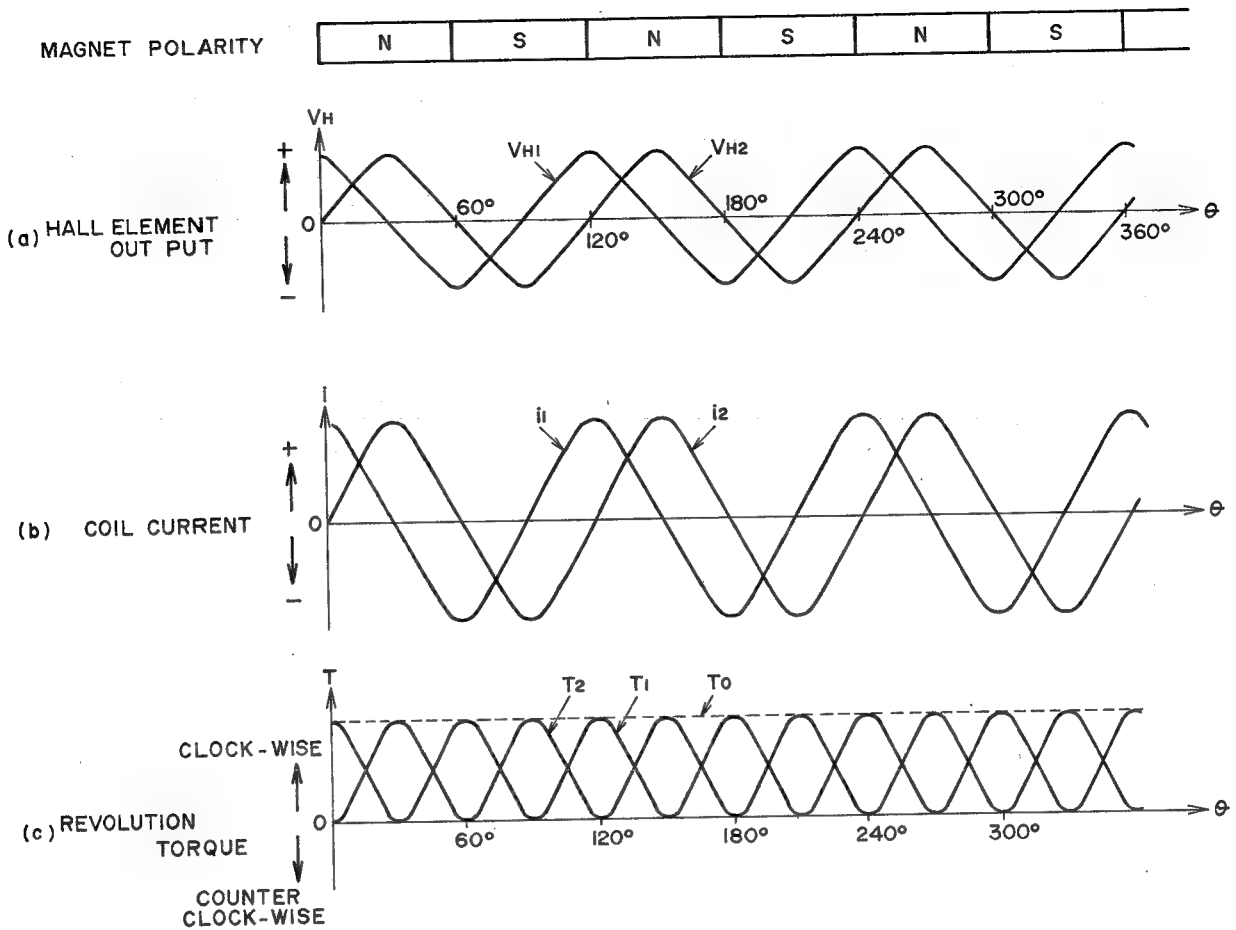 MAGNET POLARITY
N S N S N S
VH
+
VH1 VH2
60° 180° 300°
0 θ
120° 240° 360°
(a) HALL ELEMENT
OUT PUT
−
i
i1 i2
+
0 θ
(b) COIL CURRENT
−
T
T2 T1 T0
CLOCK-WISE
0 θ
60° 120° 180° 240° 300°
(c) REVOLUTION
TORQUE
COUNTER
CLOCK-WISE